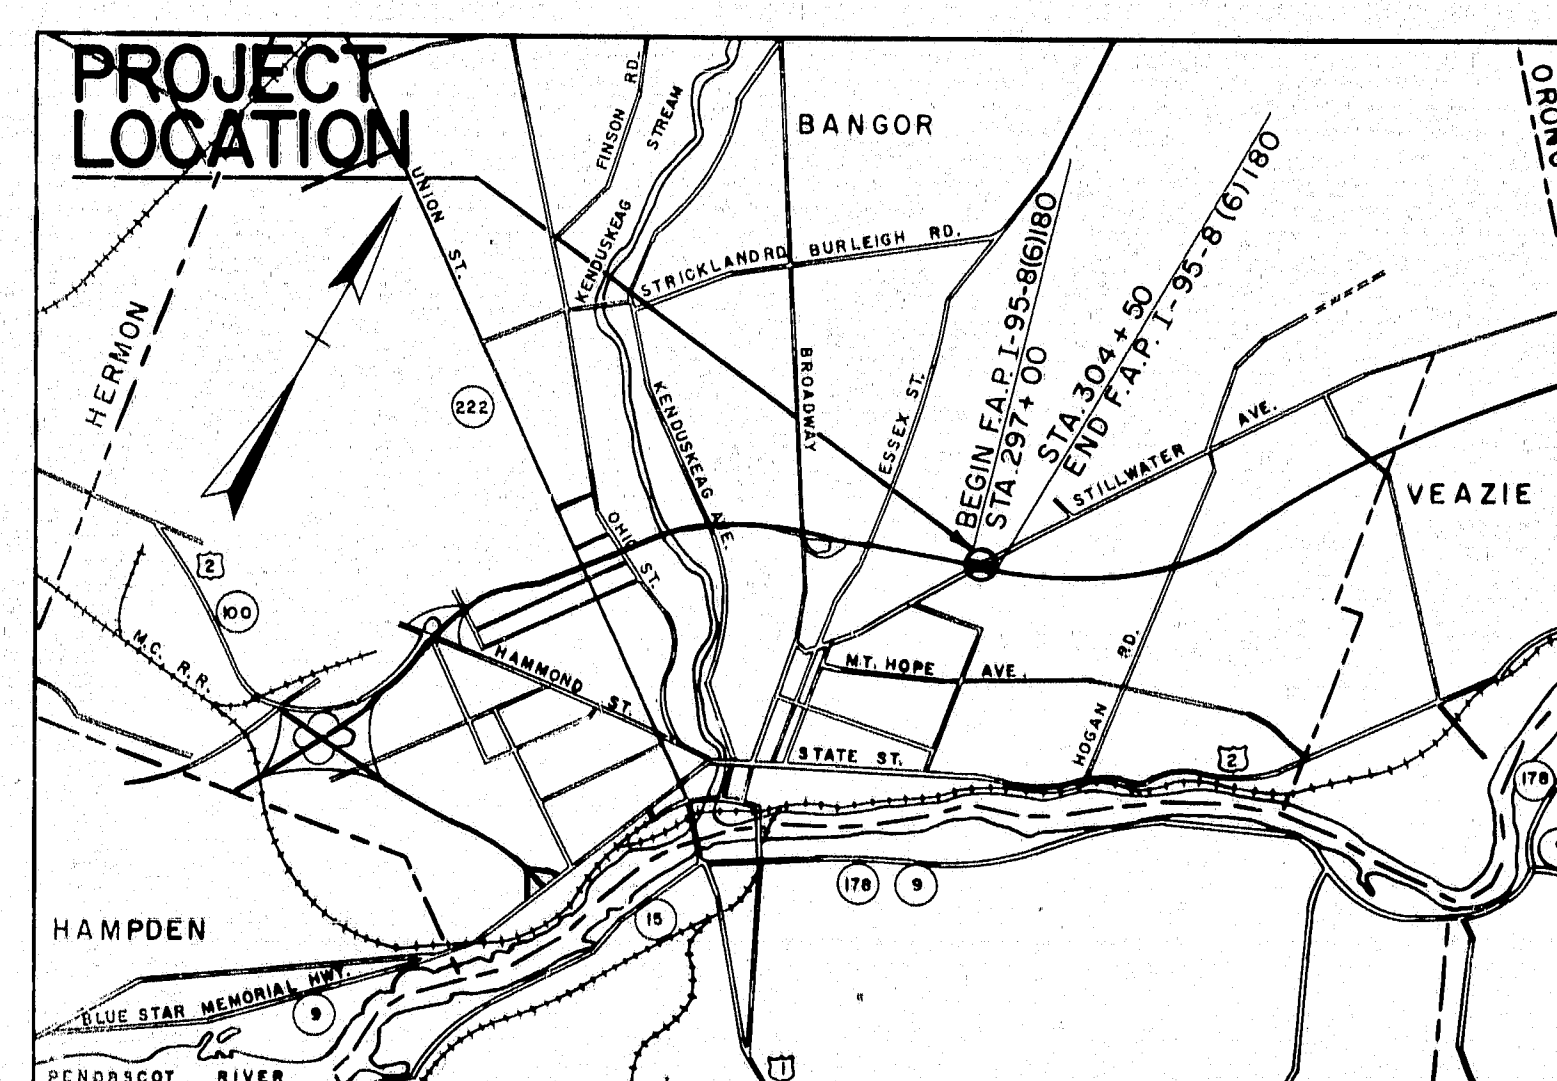 PROJECT
LOCATION
BANGOR
ORONO
FINSON RD.
KENDUSKEAG STREAM
UNION ST.
STRICKLAND RD.
BURLEIGH RD.
HERMON
222
BROADWAY
KENDUSKEAG AVE.
ESSEX ST.
BEGIN F.A.P. I-95-8(6)180
STA. 297+00
STA. 304+50
END F.A.P. I-95-8(6)180
STILLWATER AVE.
VEAZIE
OHIO ST.
2
100
M.C. R.R.
HAMMOND ST.
MT. HOPE AVE.
HOGAN RD.
STATE ST.
2
178
178
9
15
HAMPDEN
BLUE STAR MEMORIAL HWY.
9
1
PENOBSCOT RIVER